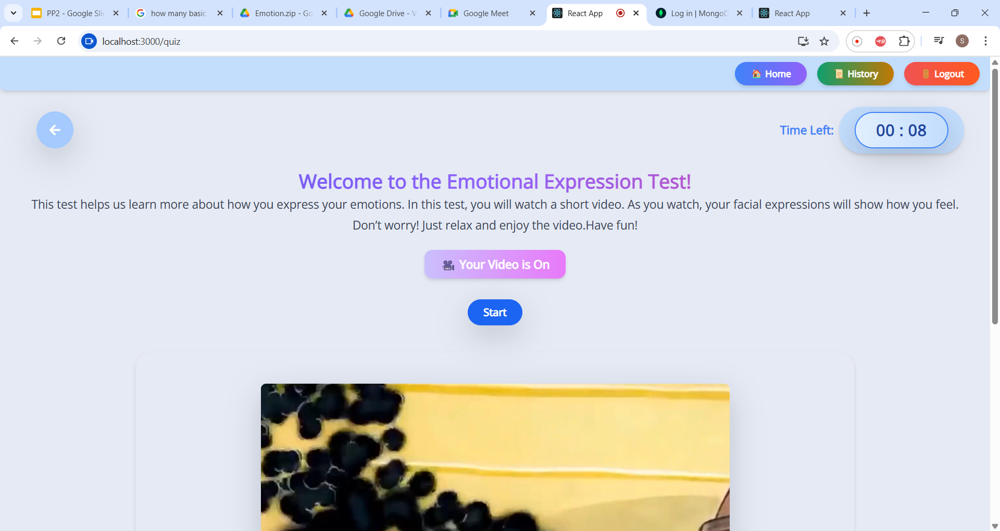 PP2 - Google Slic
how many basic
Emotion.zip - Go
Google Drive - V
Google Meet
React App
Log in | MongoD
React App
localhost:3000/quiz
S
🏠 Home
📜 History
🚪 Logout
Time Left:
00 : 08
Welcome to the Emotional Expression Test!
This test helps us learn more about how you express your emotions. In this test, you will watch a short video. As you watch, your facial expressions will show how you feel.
Don’t worry! Just relax and enjoy the video.Have fun!
🎥 Your Video is On
Start